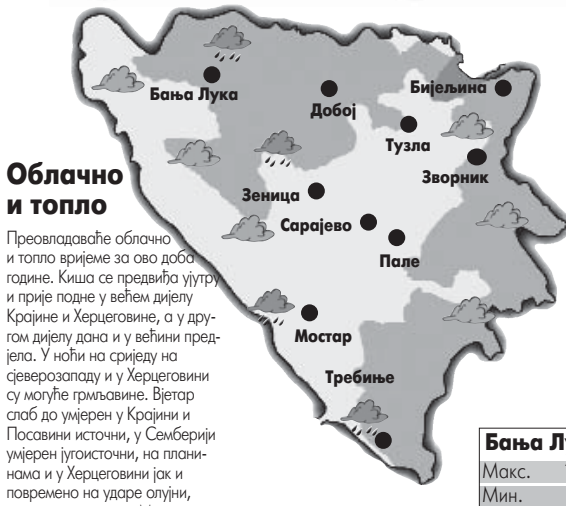 Бања Лука
Добој
Бијељина
Тузла
Зворник
Зеница
Сарајево
Пале
Мостар
Требиње
Облачно
и топло
Преовладаваће облачно
и топло вријеме за ово доба
године. Киша се предвиђа ујутру
и прије подне у већем дијелу
Крајине и Херцеговине, а у дру-
гом дијелу дана и у већини пред-
јела. У ноћи на сриједу на
сјеверозападу и у Херцеговини
су могуће грмљавине. Вјетар
слаб до умјерен у Крајини и
Посавини источни, у Семберији
умјерен југоисточни, на плани-
нама и у Херцеговини јак и
повремено на ударе олујни,
Бања
Макс.
Мин.